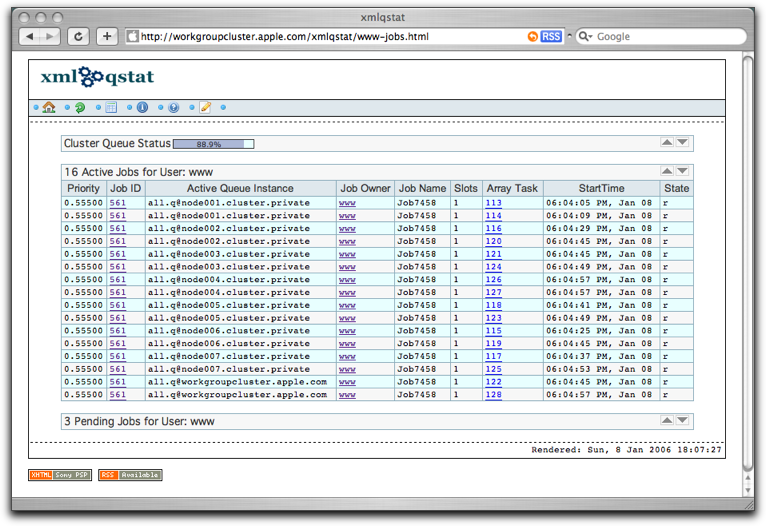 xmlqstat
http://workgroupcluster.apple.com/xmlqstat/www-jobs.html RSS Google
xml qstat
Cluster Queue Status 88.9%
16 Active Jobs for User: www
Priority Job ID Active Queue Instance Job Owner Job Name Slots Array Task StartTime State
0.55500 561 all.q@node001.cluster.private www Job7458 1 113 06:04:05 PM, Jan 08 r
0.55500 561 all.q@node001.cluster.private www Job7458 1 114 06:04:09 PM, Jan 08 r
0.55500 561 all.q@node002.cluster.private www Job7458 1 116 06:04:29 PM, Jan 08 r
0.55500 561 all.q@node002.cluster.private www Job7458 1 120 06:04:45 PM, Jan 08 r
0.55500 561 all.q@node003.cluster.private www Job7458 1 121 06:04:45 PM, Jan 08 r
0.55500 561 all.q@node003.cluster.private www Job7458 1 124 06:04:49 PM, Jan 08 r
0.55500 561 all.q@node004.cluster.private www Job7458 1 126 06:04:57 PM, Jan 08 r
0.55500 561 all.q@node004.cluster.private www Job7458 1 127 06:04:57 PM, Jan 08 r
0.55500 561 all.q@node005.cluster.private www Job7458 1 118 06:04:41 PM, Jan 08 r
0.55500 561 all.q@node005.cluster.private www Job7458 1 123 06:04:49 PM, Jan 08 r
0.55500 561 all.q@node006.cluster.private www Job7458 1 115 06:04:25 PM, Jan 08 r
0.55500 561 all.q@node006.cluster.private www Job7458 1 119 06:04:45 PM, Jan 08 r
0.55500 561 all.q@node007.cluster.private www Job7458 1 117 06:04:37 PM, Jan 08 r
0.55500 561 all.q@node007.cluster.private www Job7458 1 125 06:04:53 PM, Jan 08 r
0.55500 561 all.q@workgroupcluster.apple.com www Job7458 1 122 06:04:45 PM, Jan 08 r
0.55500 561 all.q@workgroupcluster.apple.com www Job7458 1 128 06:04:57 PM, Jan 08 r
3 Pending Jobs for User: www
Rendered: Sun, 8 Jan 2006 18:07:27
XHTML Sony PSP RSS Available